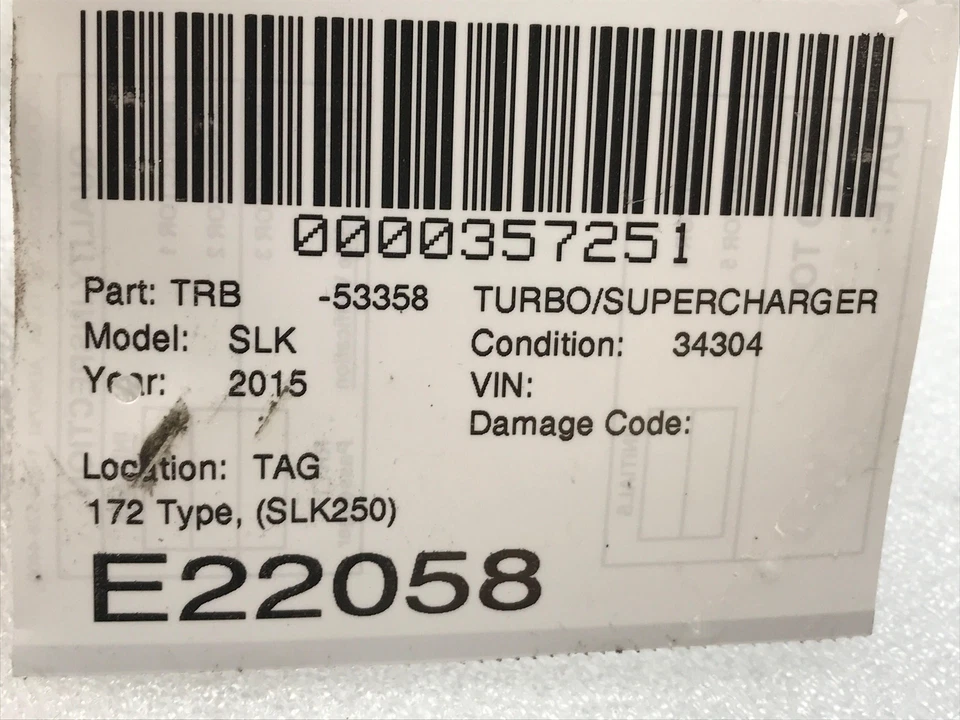 0000357251
Part: TRB -53358 TURBO/SUPERCHARGER
Model: SLK Condition: 34304
Year: 2015 VIN:
Damage Code:
Location: TAG
172 Type, (SLK250)
E22058